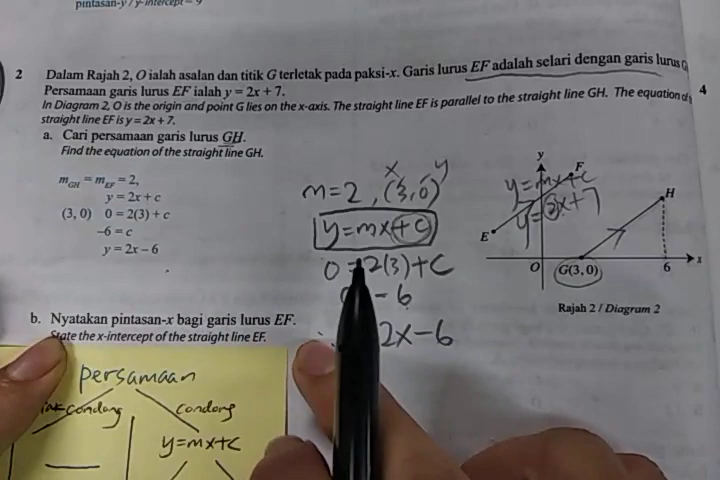 pintasan-y / y-intercept = 9
2 Dalam Rajah 2, O ialah asalan dan titik G terletak pada paksi-x. Garis lurus EF adalah selari dengan garis lurus
Persamaan garis lurus EF ialah y = 2x + 7.
In Diagram 2, O is the origin and point G lies on the x-axis. The straight line EF is parallel to the straight line GH. The equation of
straight line EF is y = 2x + 7.
4
a. Cari persamaan garis lurus GH.
Find the equation of the straight line GH.
m_GH = m_EF = 2,
y = 2x + c
(3, 0) 0 = 2(3) + c
-6 = c
y = 2x - 6
x y
m = 2, (3,0)
y = mx + c
0 = 2(3) + c
- 6
2x - 6
y
F
y = mx + c
y = 2x + 7
H
E
O G(3, 0) 6 x
Rajah 2 / Diagram 2
b. Nyatakan pintasan-x bagi garis lurus EF.
State the x-intercept of the straight line EF.
persamaan
condong condong
y = mx + c